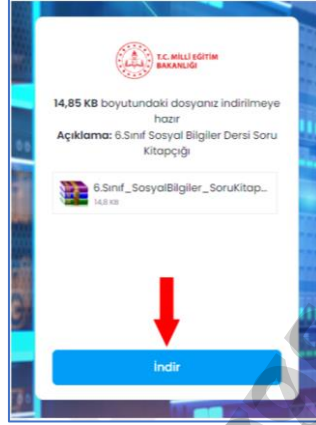 T.C. MİLLİ EĞİTİM
BAKANLIĞI
14,85 KB boyutundaki dosyanız indirilmeye
hazır
Açıklama: 6.Sınıf Sosyal Bilgiler Dersi Soru
Kitapçığı
6.Sınıf_SosyalBilgiler_SoruKitap...
14,8 KB
İndir